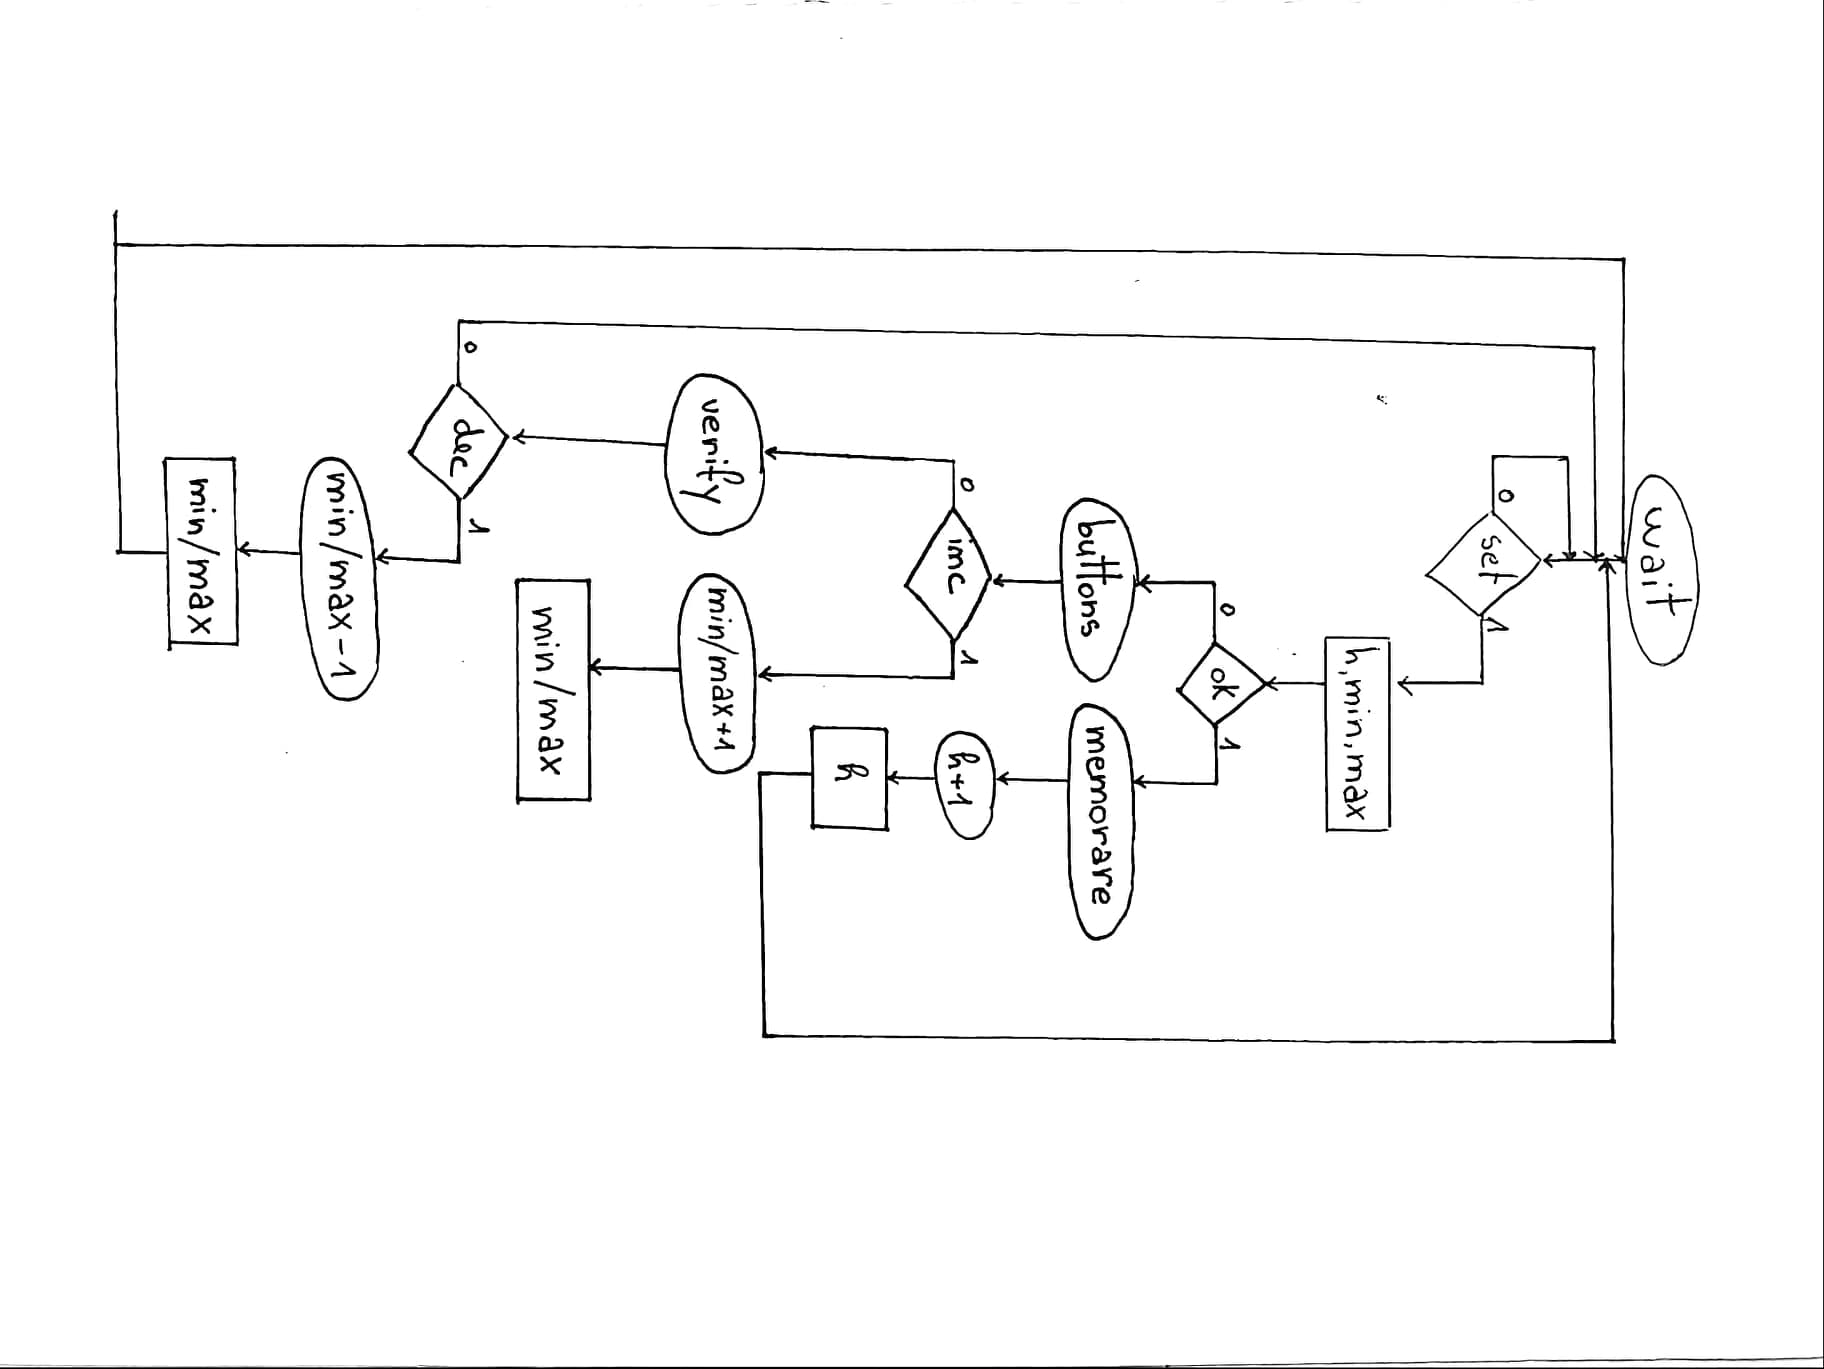 wait
0
set
1
h,min,max
0
ok
1
buttons
memorare
0
imc
1
h+1
h
verify
min/max+1
min/max
0
dec
1
min/max-1
min/max